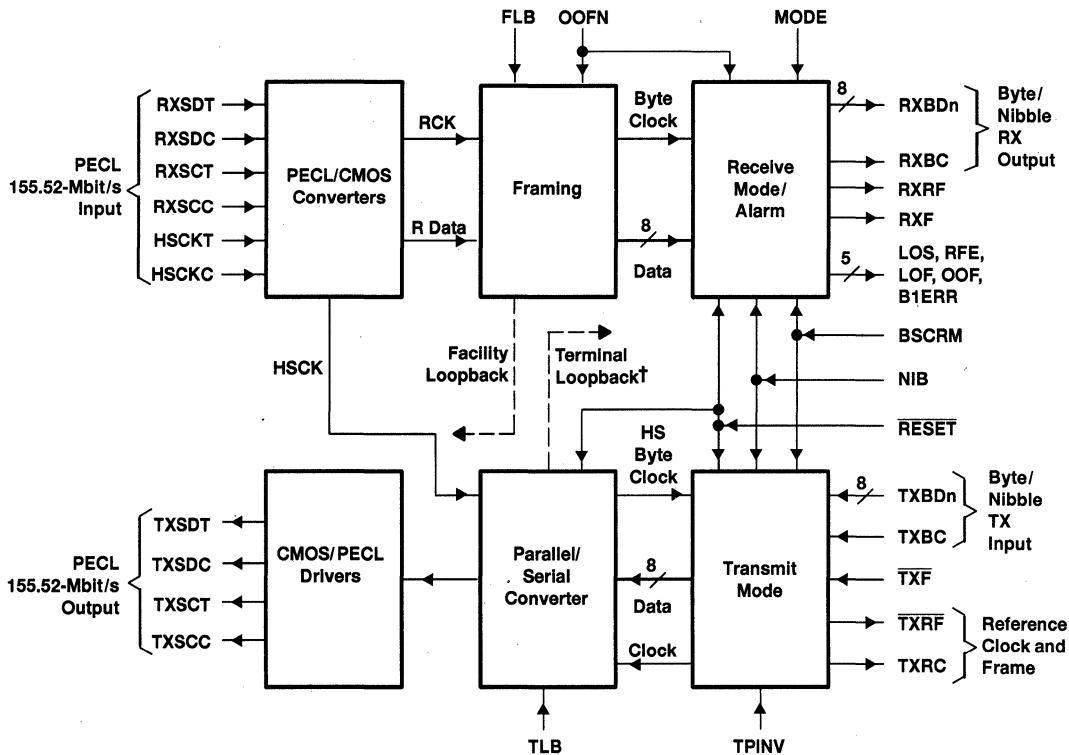 FLB
OOFN
MODE
RXSDT
RXSDC
RXSCT
RXSCC
HSCKT
HSCKC
PECL
155.52-Mbit/s
Input
PECL/CMOS
Converters
RCK
R Data
Framing
Byte
Clock
8
Data
Receive
Mode/
Alarm
8
RXBDn
RXBC
Byte/
Nibble
RX
Output
RXRF
RXF
5
LOS, RFE,
LOF, OOF,
B1ERR
HSCK
Facility
Loopback
Terminal
Loopback†
BSCRM
NIB
RESET
HS
Byte
Clock
TXSDT
TXSDC
TXSCT
TXSCC
PECL
155.52-Mbit/s
Output
CMOS/PECL
Drivers
Parallel/
Serial
Converter
8
Data
Clock
Transmit
Mode
8
TXBDn
TXBC
Byte/
Nibble
TX
Input
TXF
TXRF
TXRC
Reference
Clock and
Frame
TLB
TPINV